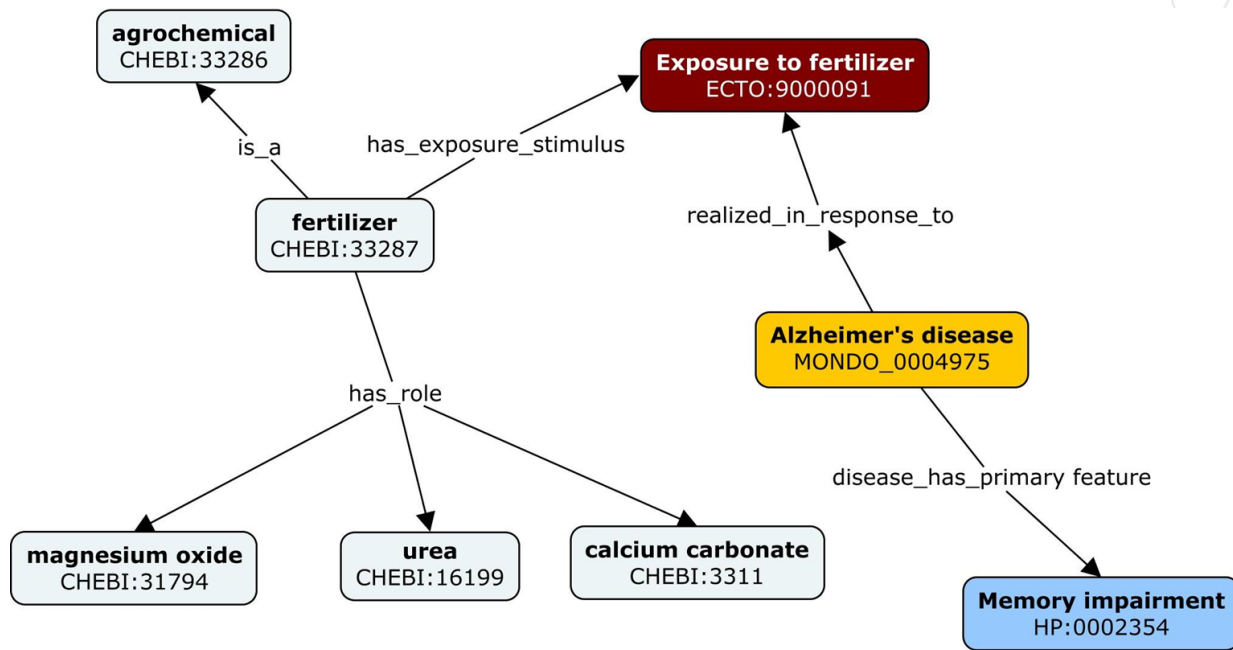 agrochemical
CHEBI:33286
Exposure to fertilizer
ECTO:9000091
is_a
has_exposure_stimulus
fertilizer
CHEBI:33287
realized_in_response_to
Alzheimer's disease
MONDO_0004975
has_role
disease_has_primary feature
magnesium oxide
CHEBI:31794
urea
CHEBI:16199
calcium carbonate
CHEBI:3311
Memory impairment
HP:0002354